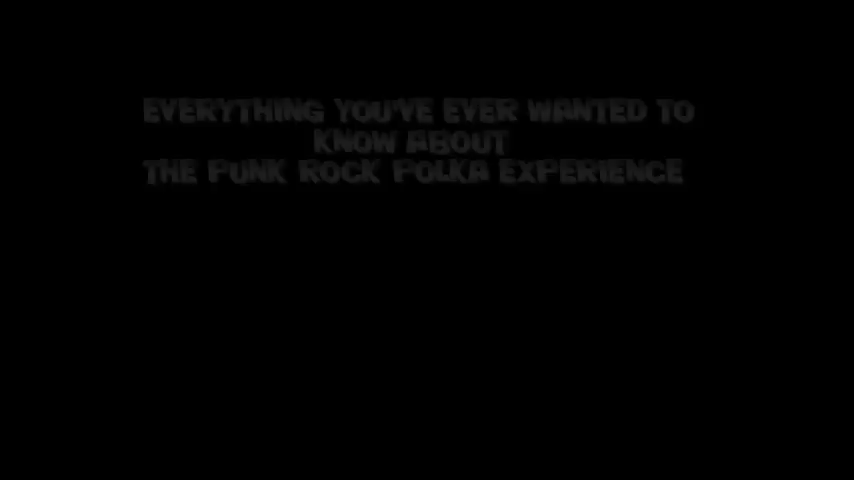 EVERYTHING YOU'VE EVER WANTED TO
KNOW ABOUT
THE PUNK ROCK POLKA EXPERIENCE